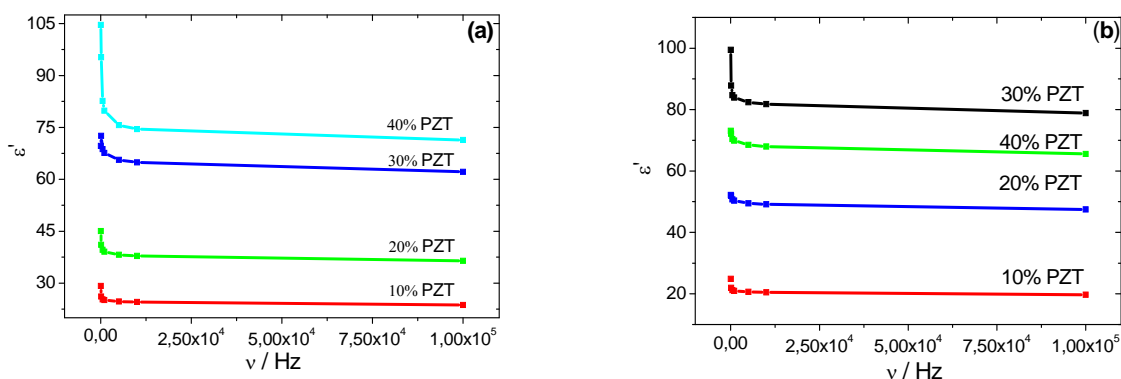 (a)
105
90
75
60
45
30
ε'
40% PZT
30% PZT
20% PZT
10% PZT
0,00
2,50x10⁴
5,00x10⁴
7,50x10⁴
1,00x10⁵
ν / Hz
(b)
100
80
60
40
20
ε'
30% PZT
40% PZT
20% PZT
10% PZT
0,00
2,50x10⁴
5,00x10⁴
7,50x10⁴
1,00x10⁵
ν / Hz